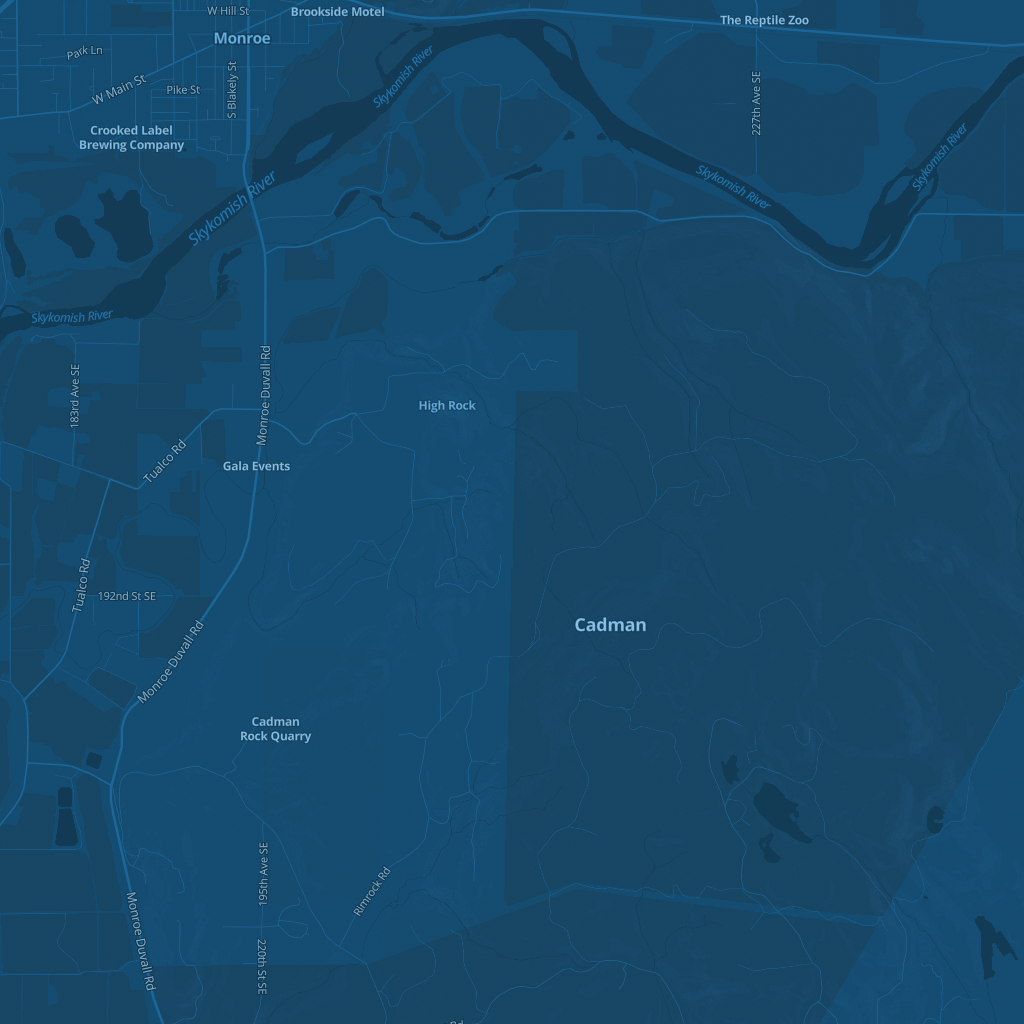 W Hill St
Brookside Motel
The Reptile Zoo
Monroe
Park Ln
Skykomish River
W Main St
Pike St
S Blakely St
227th Ave SE
Crooked Label
Brewing Company
Skykomish River
Skykomish River
Skykomish River
Skykomish River
183rd Ave SE
Monroe Duvall Rd
High Rock
Tualco Rd
Gala Events
Tualco Rd
192nd St SE
Cadman
Monroe Duvall Rd
Cadman
Rock Quarry
195th Ave SE
Rimrock Rd
Monroe Duvall Rd
220th St SE
Rd